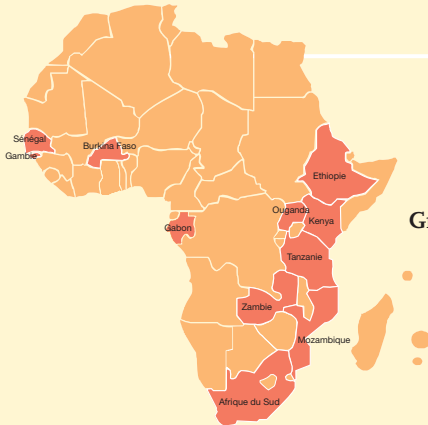 Sénégal
Gambie
Burkina Faso
Ethiopie
Ouganda
Gabon
Kenya
Tanzanie
Zambie
Mozambique
Afrique du Sud